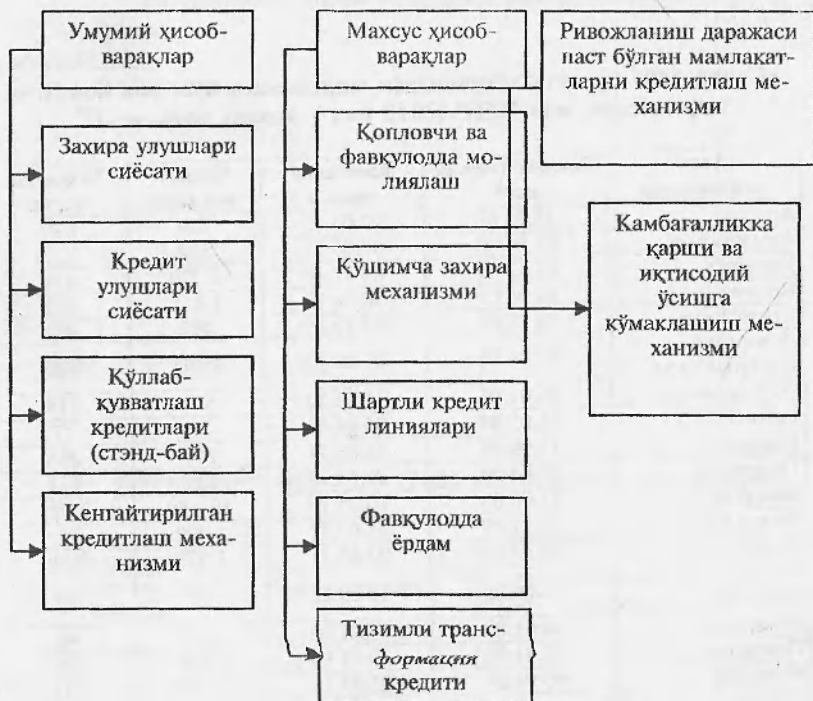 Умумий ҳисоб-
варақлар
Захира улушлари
сиёсати
Кредит
улушлари
сиёсати
Қўллаб-
қувватлаш
кредитлари
(стэнд-бай)
Кенгайтирилган
кредитлаш меха-
низми
Махсус ҳисоб-
варақлар
Қопловчи ва
фавқулодда мо-
лиялаш
Қўшимча захира
механизми
Шартли кредит
линиялари
Фавқулодда
ёрдам
Тизимли транс-
формация
кредити
Ривожланиш даражаси
паст бўлган мамлакат-
ларни кредитлаш ме-
ханизми
Камбағалликка
қарши ва
иқтисодий
ўсишга
кўмаклашиш ме-
ханизми